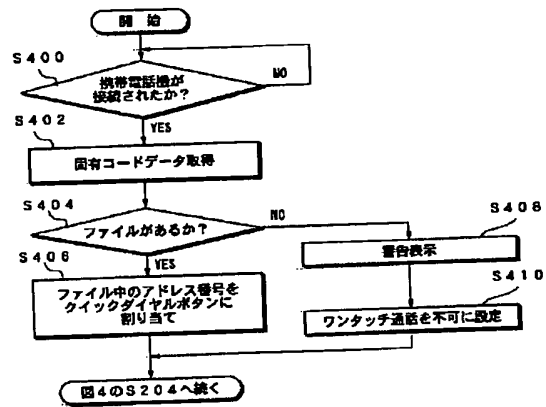 開始
S400
携帯電話機が
接続されたか?
NO
YES
S402
固有コードデータ取得
S404
ファイルがあるか?
NO
YES
S406
ファイル中のアドレス番号を
クイックダイヤルボタンに
割り当て
S408
警告表示
S410
ワンタッチ通話を不可に設定
図4のS204へ続く